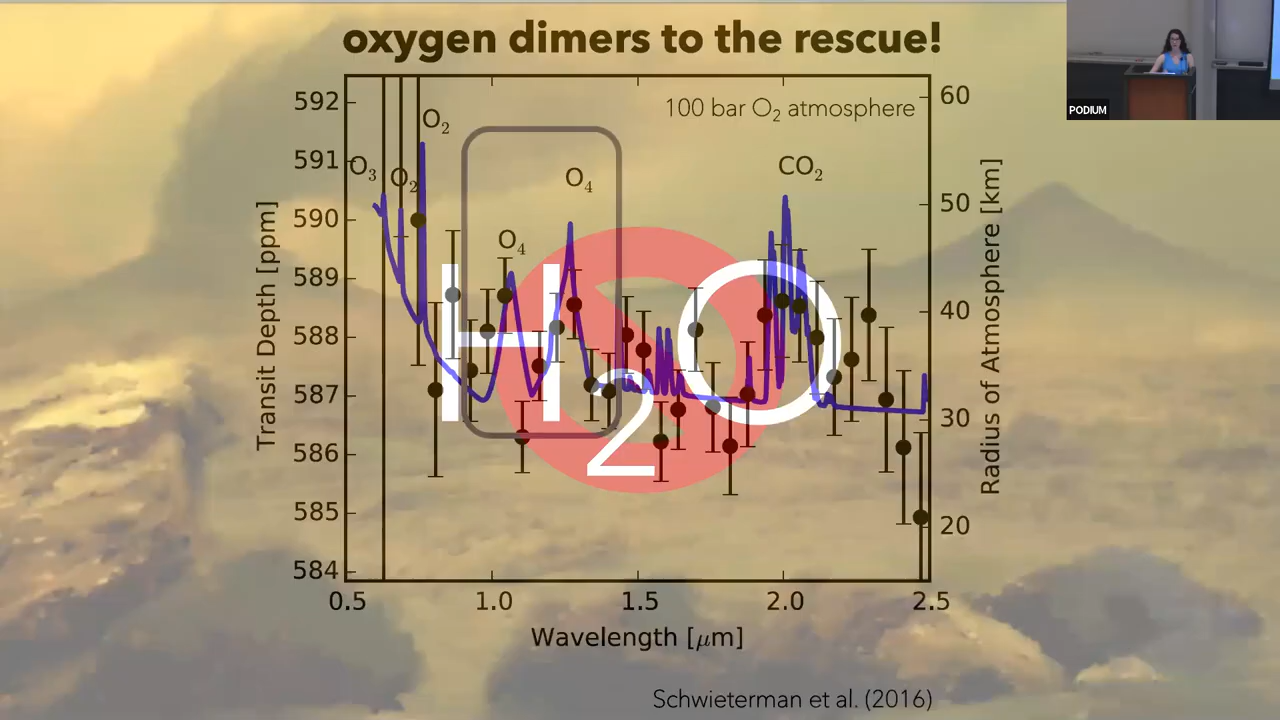 oxygen dimers to the rescue!
PODIUM
100 bar O₂ atmosphere
592
591
590
589
588
587
586
585
584
Transit Depth [ppm]
O₃
O₂
O₂
O₄
O₄
CO₂
H₂O
60
50
40
30
20
Radius of Atmosphere [km]
0.5 1.0 1.5 2.0 2.5
Wavelength [μm]
Schwieterman et al. (2016)